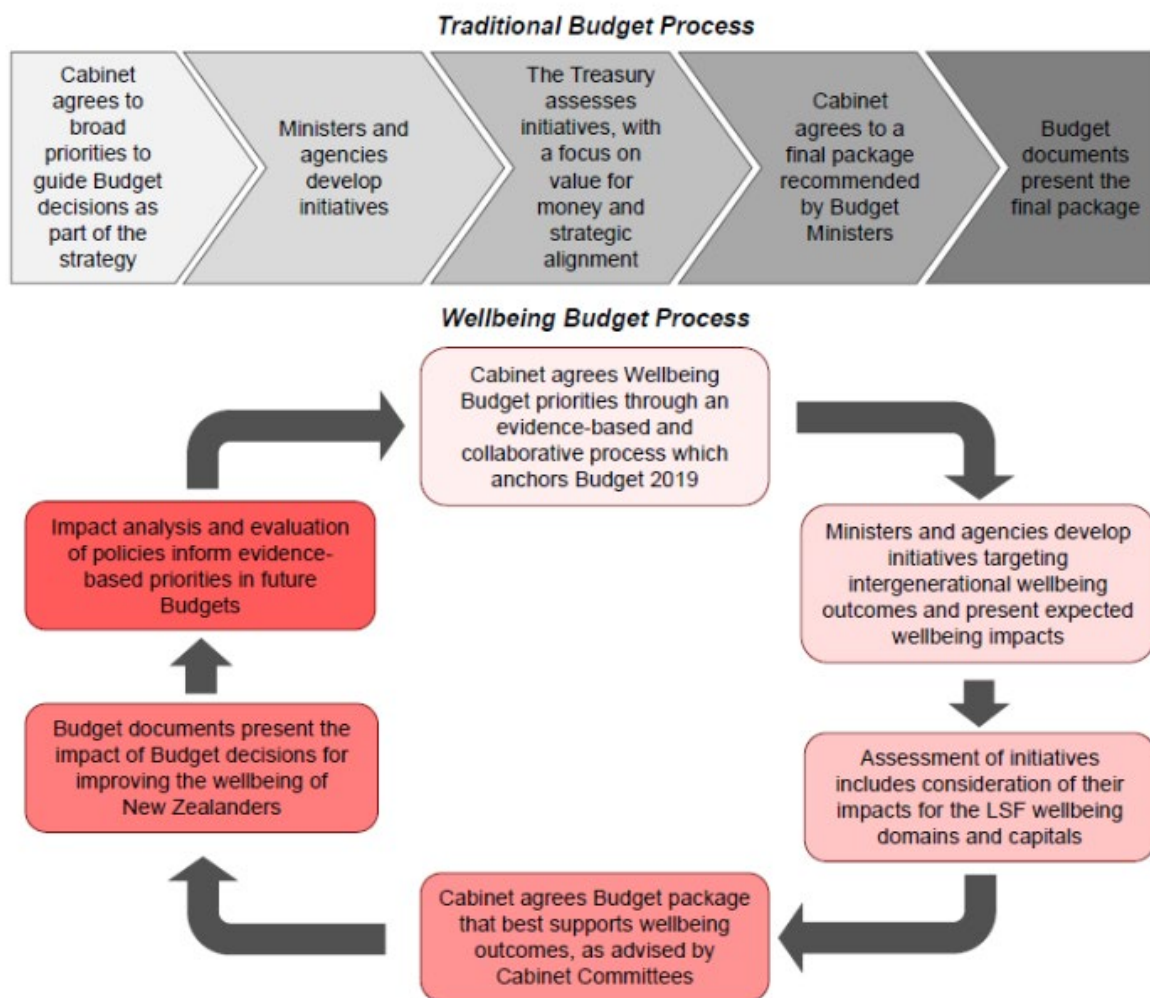 Traditional Budget Process
Cabinet
agrees to
broad
priorities to
guide Budget
decisions as
part of the
strategy
Ministers and
agencies
develop
initiatives
The Treasury
assesses
initiatives, with
a focus on
value for
money and
strategic
alignment
Cabinet
agrees to a
final package
recommended
by Budget
Ministers
Budget
documents
present the
final package
Wellbeing Budget Process
Cabinet agrees Wellbeing
Budget priorities through an
evidence-based and
collaborative process which
anchors Budget 2019
Ministers and agencies develop
initiatives targeting
intergenerational wellbeing
outcomes and present expected
wellbeing impacts
Assessment of initiatives
includes consideration of their
impacts for the LSF wellbeing
domains and capitals
Cabinet agrees Budget package
that best supports wellbeing
outcomes, as advised by
Cabinet Committees
Budget documents present the
impact of Budget decisions for
improving the wellbeing of
New Zealanders
Impact analysis and evaluation
of policies inform evidence-
based priorities in future
Budgets